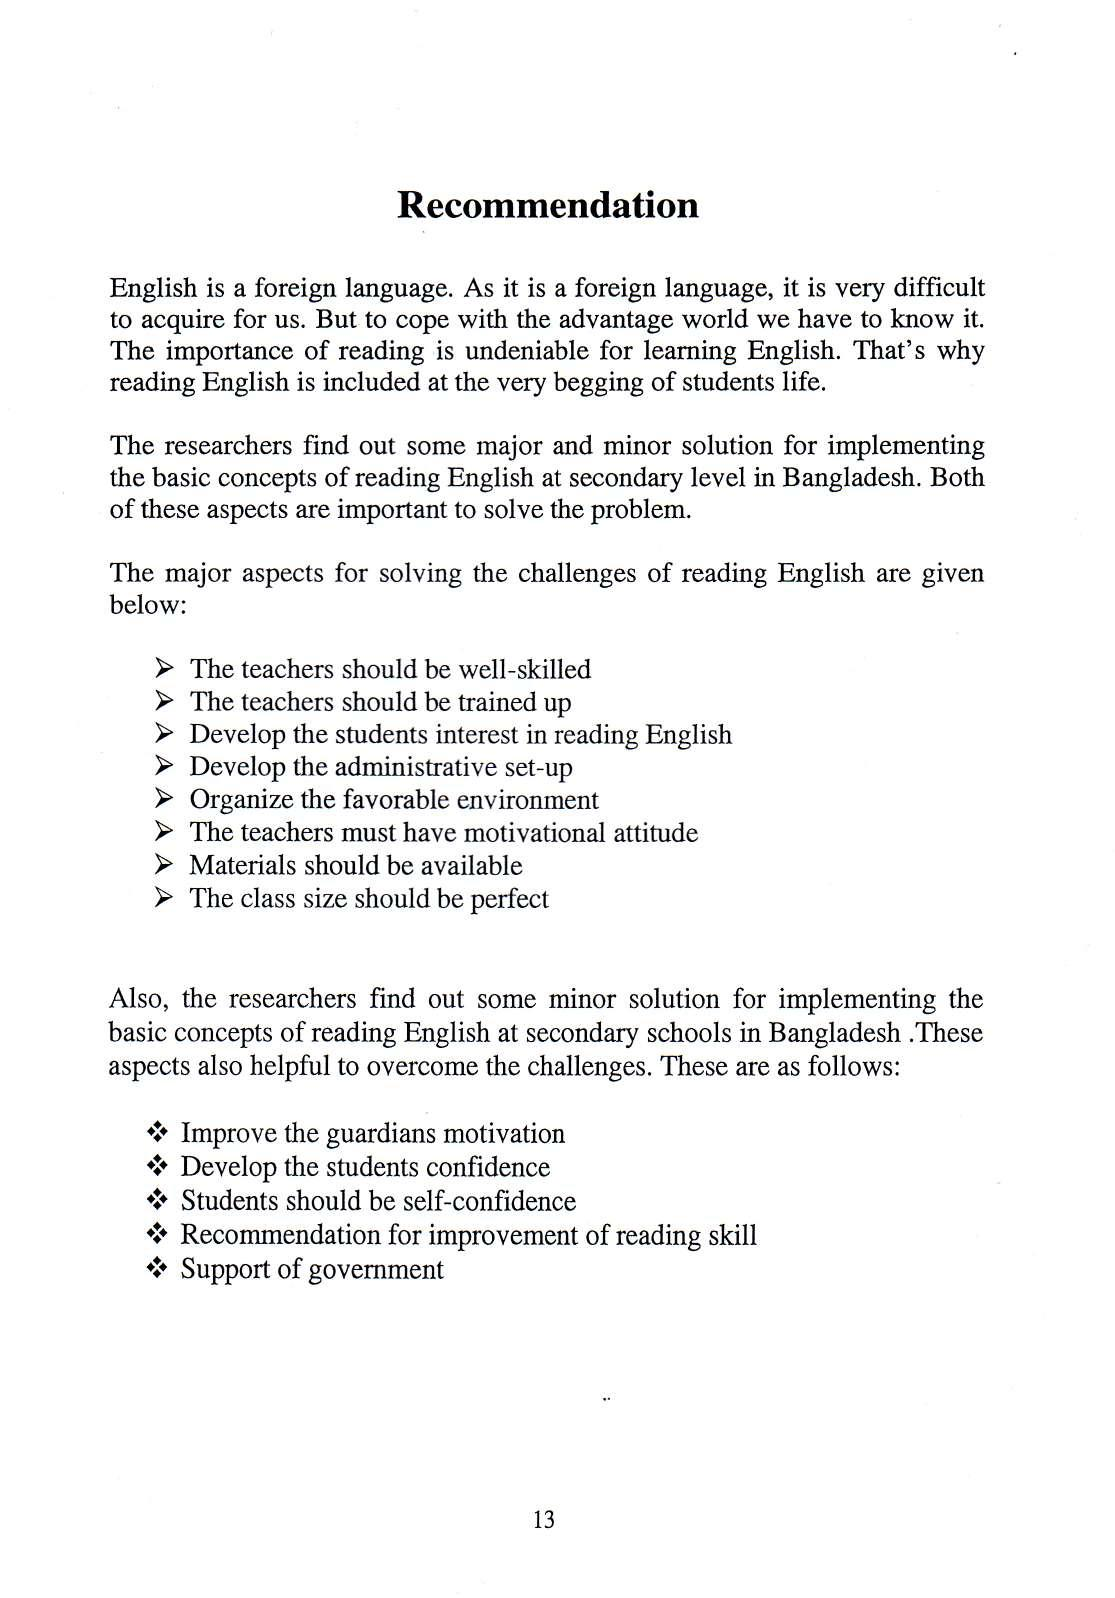 Recommendation
English is a foreign language. As it is a foreign language, it is very difficult
to acquire for us. But to cope with the advantage world we have to know it.
The importance of reading is undeniable for learning English. That's why
reading English is included at the very begging of students life.
The researchers find out some major and minor solution for implementing
the basic concepts of reading English at secondary level in Bangladesh. Both
of these aspects are important to solve the problem.
The major aspects for solving the challenges of reading English are given
below:
➢ The teachers should be well-skilled
➢ The teachers should be trained up
➢ Develop the students interest in reading English
➢ Develop the administrative set-up
➢ Organize the favorable environment
➢ The teachers must have motivational attitude
➢ Materials should be available
➢ The class size should be perfect
Also, the researchers find out some minor solution for implementing the
basic concepts of reading English at secondary schools in Bangladesh .These
aspects also helpful to overcome the challenges. These are as follows:
❖ Improve the guardians motivation
❖ Develop the students confidence
❖ Students should be self-confidence
❖ Recommendation for improvement of reading skill
❖ Support of government
13